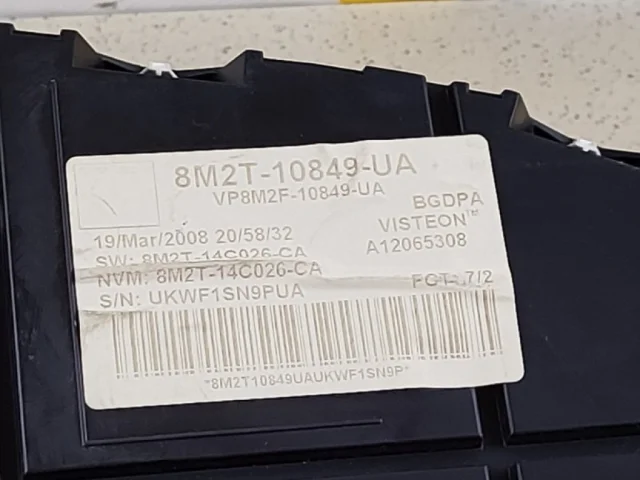 8M2T-10849-UA
VP8M2F-10849-UA
BGDPA
19/Mar/2008 20/58/32
VISTEON™
SW: 8M2T-14C026-CA
A12065308
NVM: 8M2T-14C026-CA
FCT: 7/2
S/N: UKWF1SN9PUA
*8M2T10849UAUKWF1SN9P*